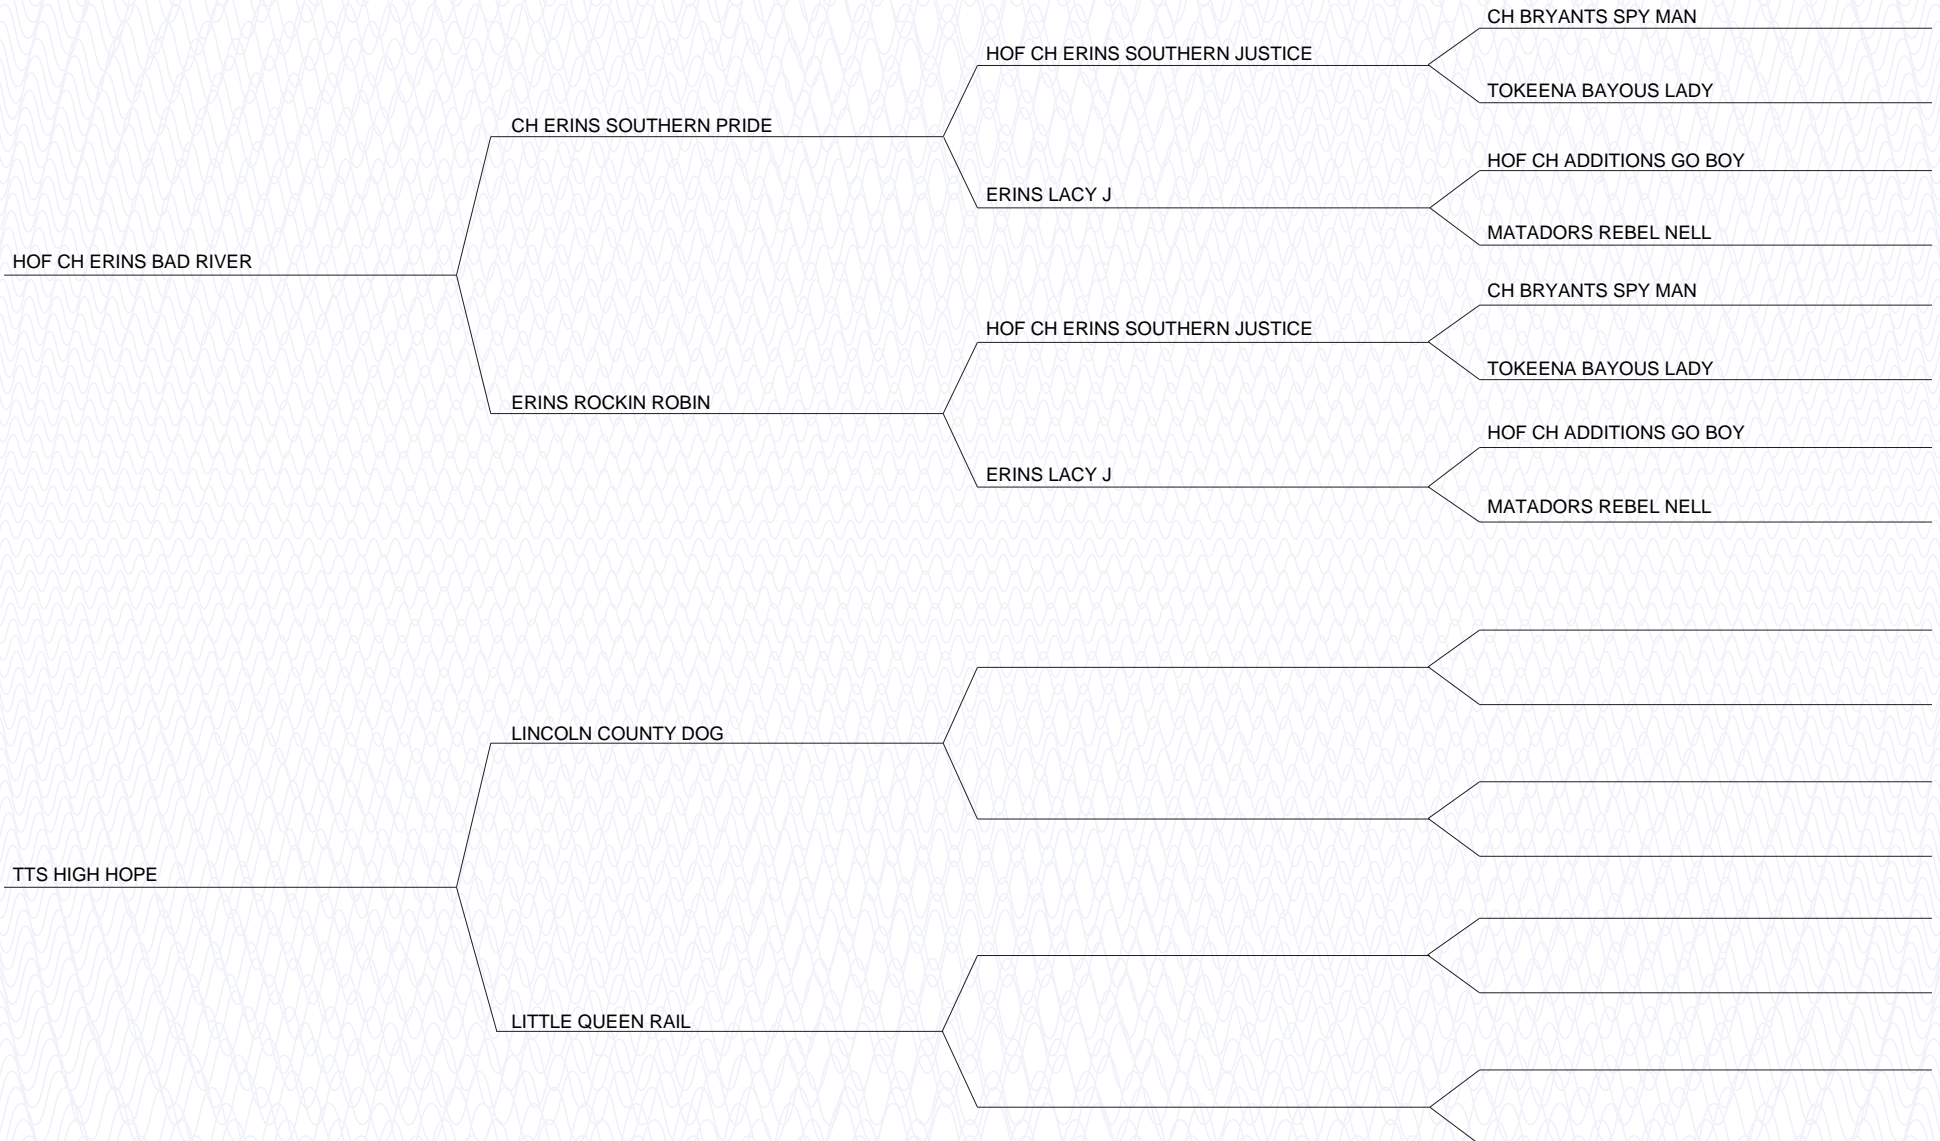 CH BRYANTS SPY MAN
HOF CH ERINS SOUTHERN JUSTICE
TOKEENA BAYOUS LADY
CH ERINS SOUTHERN PRIDE
HOF CH ADDITIONS GO BOY
ERINS LACY J
MATADORS REBEL NELL
HOF CH ERINS BAD RIVER
CH BRYANTS SPY MAN
HOF CH ERINS SOUTHERN JUSTICE
TOKEENA BAYOUS LADY
ERINS ROCKIN ROBIN
HOF CH ADDITIONS GO BOY
ERINS LACY J
MATADORS REBEL NELL
LINCOLN COUNTY DOG
TTS HIGH HOPE
LITTLE QUEEN RAIL